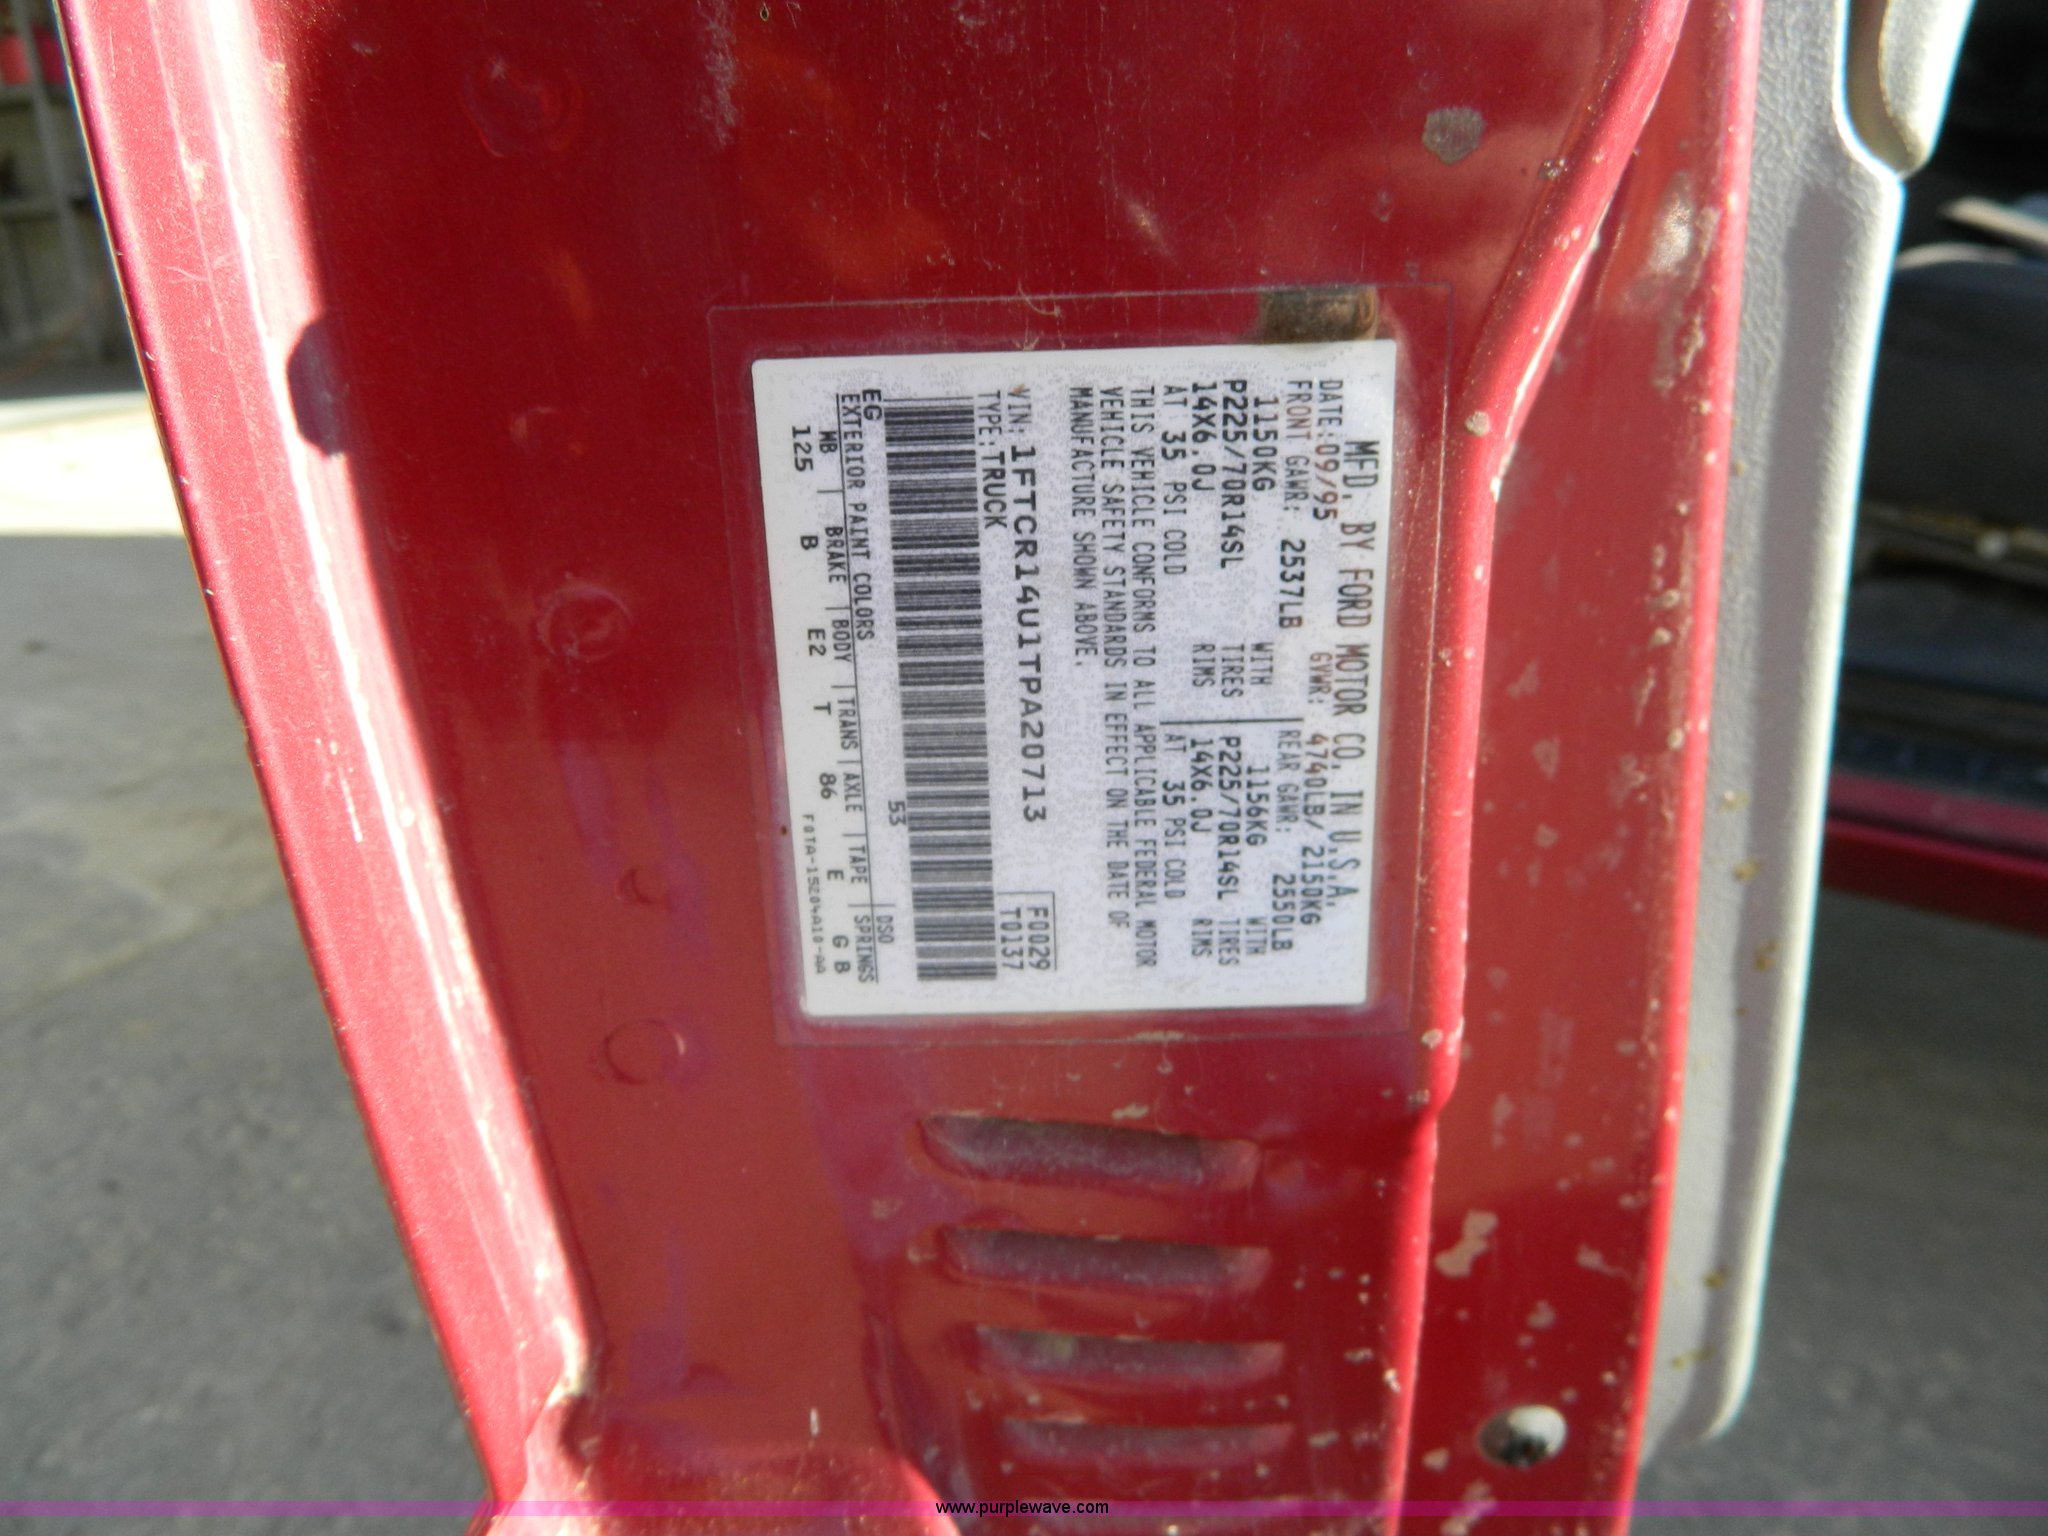 MFD. BY FORD MOTOR CO. IN U.S.A.
DATE: 09/95 GVWR: 4740LB/ 2150KG
FRONT GAWR: 2537LB REAR GAWR: 2550LB
1150KG WITH 1156KG WITH
P225/70R14SL TIRES P225/70R14SL TIRES
14X6.0J RIMS 14X6.0J RIMS
AT 35 PSI COLD AT 35 PSI COLD
THIS VEHICLE CONFORMS TO ALL APPLICABLE FEDERAL MOTOR
VEHICLE SAFETY STANDARDS IN EFFECT ON THE DATE OF
MANUFACTURE SHOWN ABOVE.
F0029
VIN: 1FTCR14U1TPA20713 T0137
TYPE: TRUCK
EG 53 DSO
EXTERIOR PAINT COLORS
MB | BRAKE | BODY | TRANS | AXLE | TAPE | SPRINGS
125 B E2 T 86 E G B
F0TA-15204A10-AA
www.purplewave.com